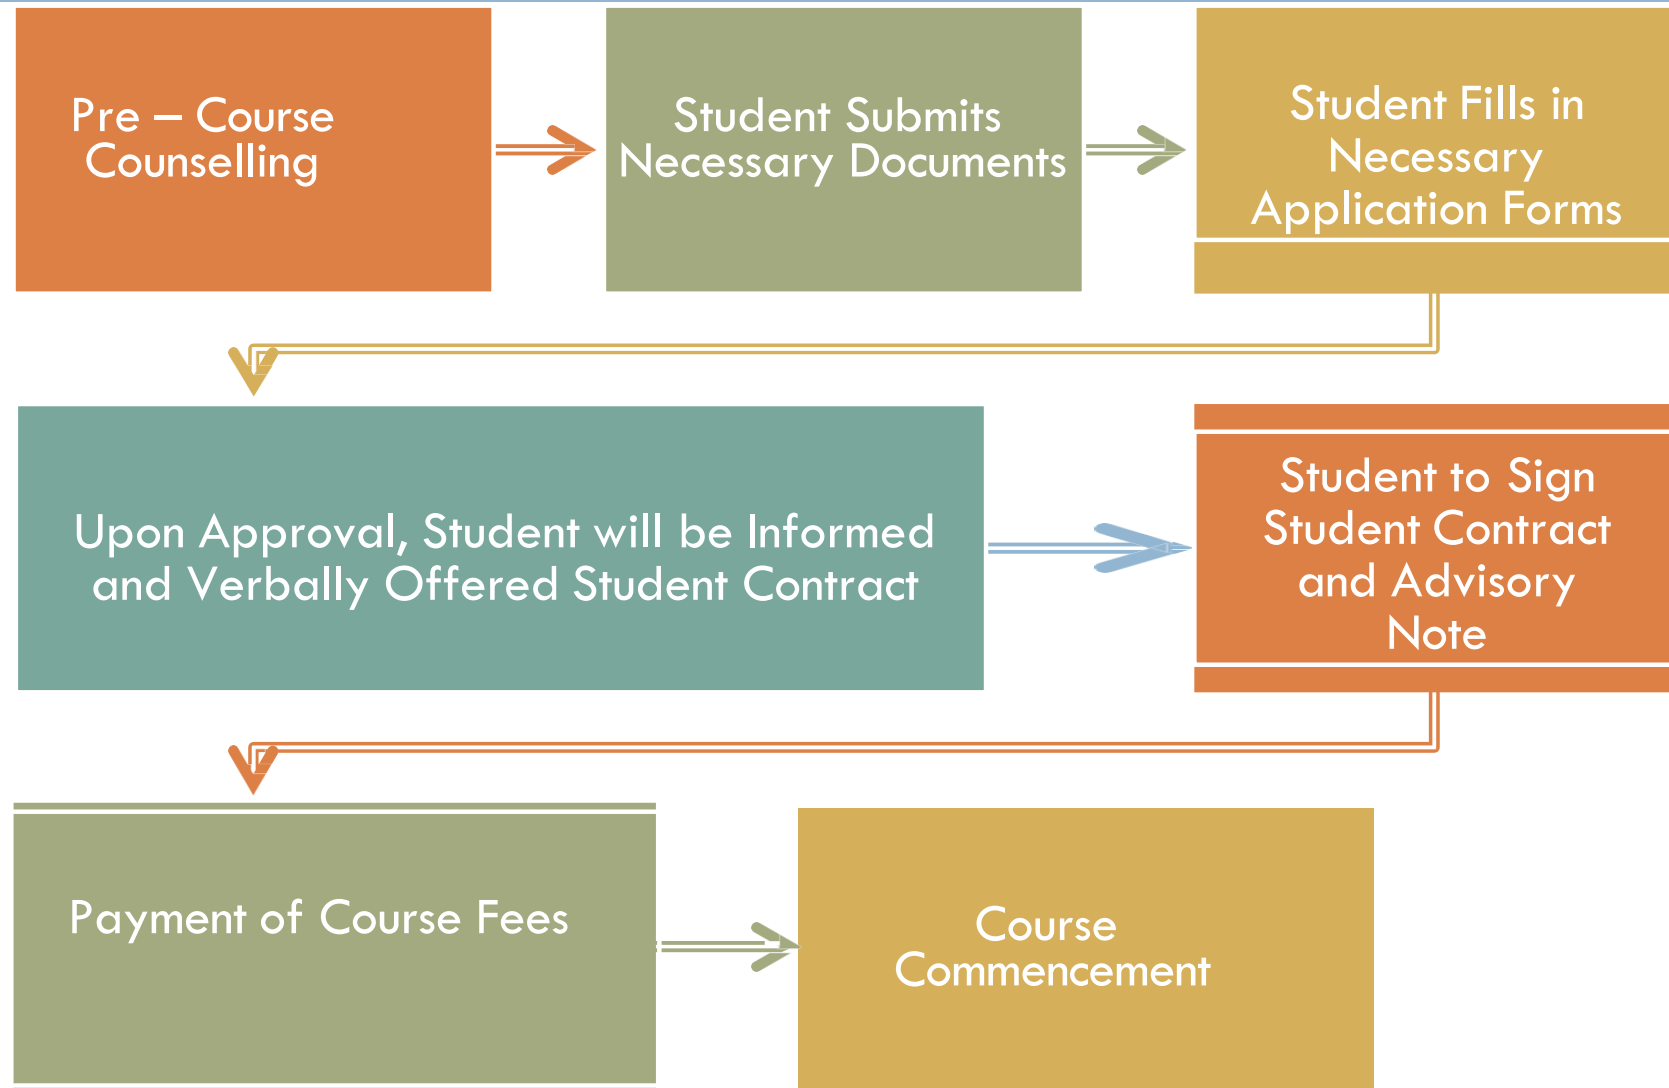 Pre – Course
Counselling
Student Submits
Necessary Documents
Student Fills in
Necessary
Application Forms
Upon Approval, Student will be Informed
and Verbally Offered Student Contract
Student to Sign
Student Contract
and Advisory
Note
Payment of Course Fees
Course
Commencement